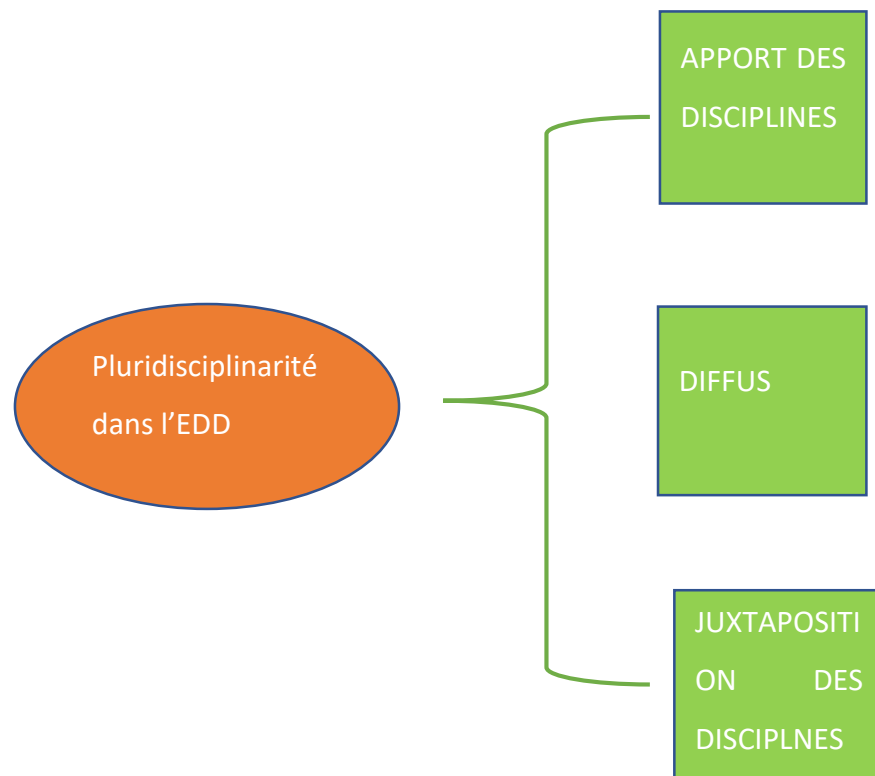 APPORT DES
DISCIPLINES
Pluridisciplinarité
dans l’EDD
DIFFUS
JUXTAPOSITI
ON DES
DISCIPLNES